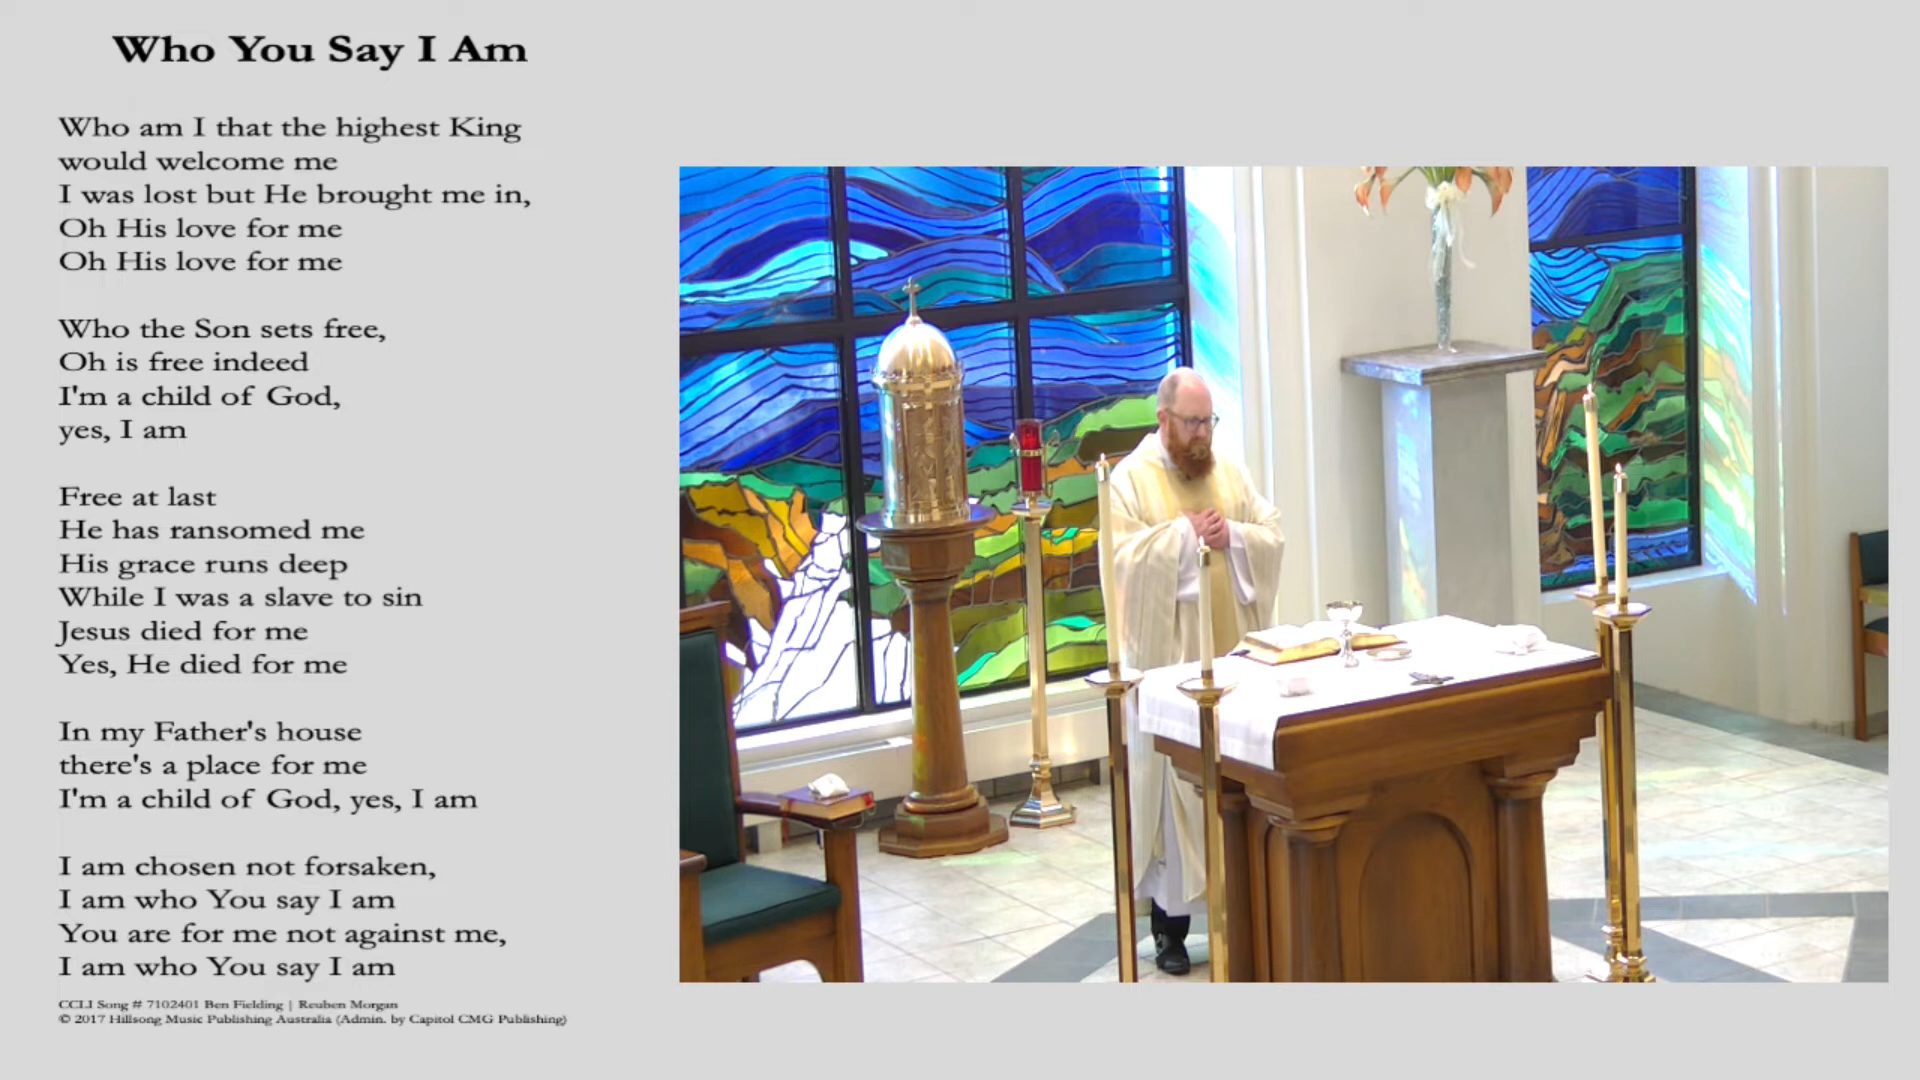 Who You Say I Am
Who am I that the highest King
would welcome me
I was lost but He brought me in,
Oh His love for me
Oh His love for me
Who the Son sets free,
Oh is free indeed
I'm a child of God,
yes, I am
Free at last
He has ransomed me
His grace runs deep
While I was a slave to sin
Jesus died for me
Yes, He died for me
In my Father's house
there's a place for me
I'm a child of God, yes, I am
I am chosen not forsaken,
I am who You say I am
You are for me not against me,
I am who You say I am
CCLI Song # 7102401 Ben Fielding | Reuben Morgan
© 2017 Hillsong Music Publishing Australia (Admin. by Capitol CMG Publishing)